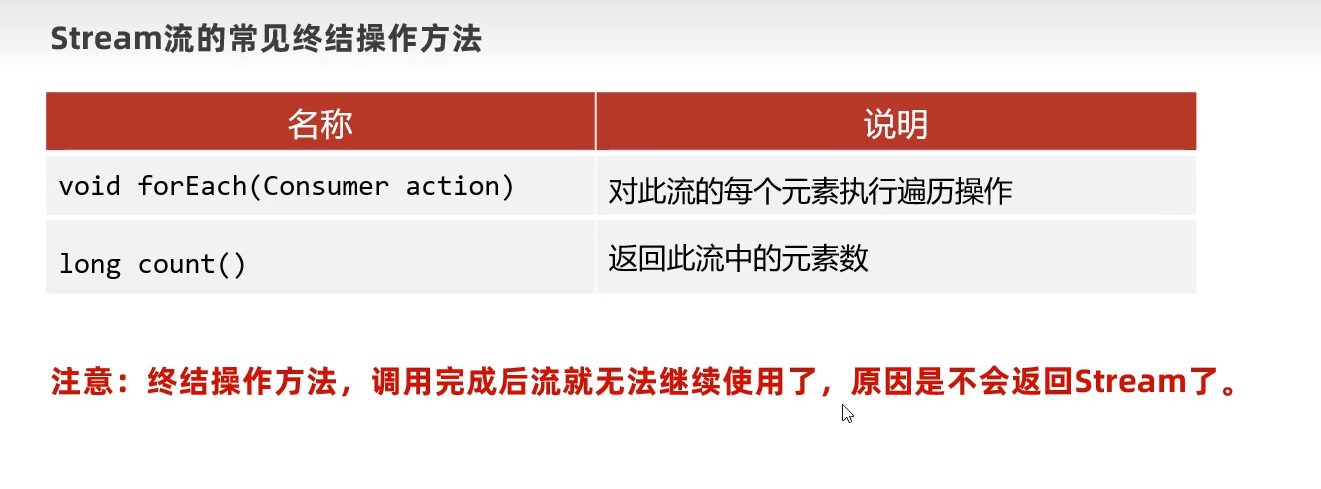 Stream流的常见终结操作方法
名称 说明
void forEach(Consumer action) 对此流的每个元素执行遍历操作
long count() 返回此流中的元素数
注意：终结操作方法，调用完成后流就无法继续使用了，原因是不会返回Stream了。